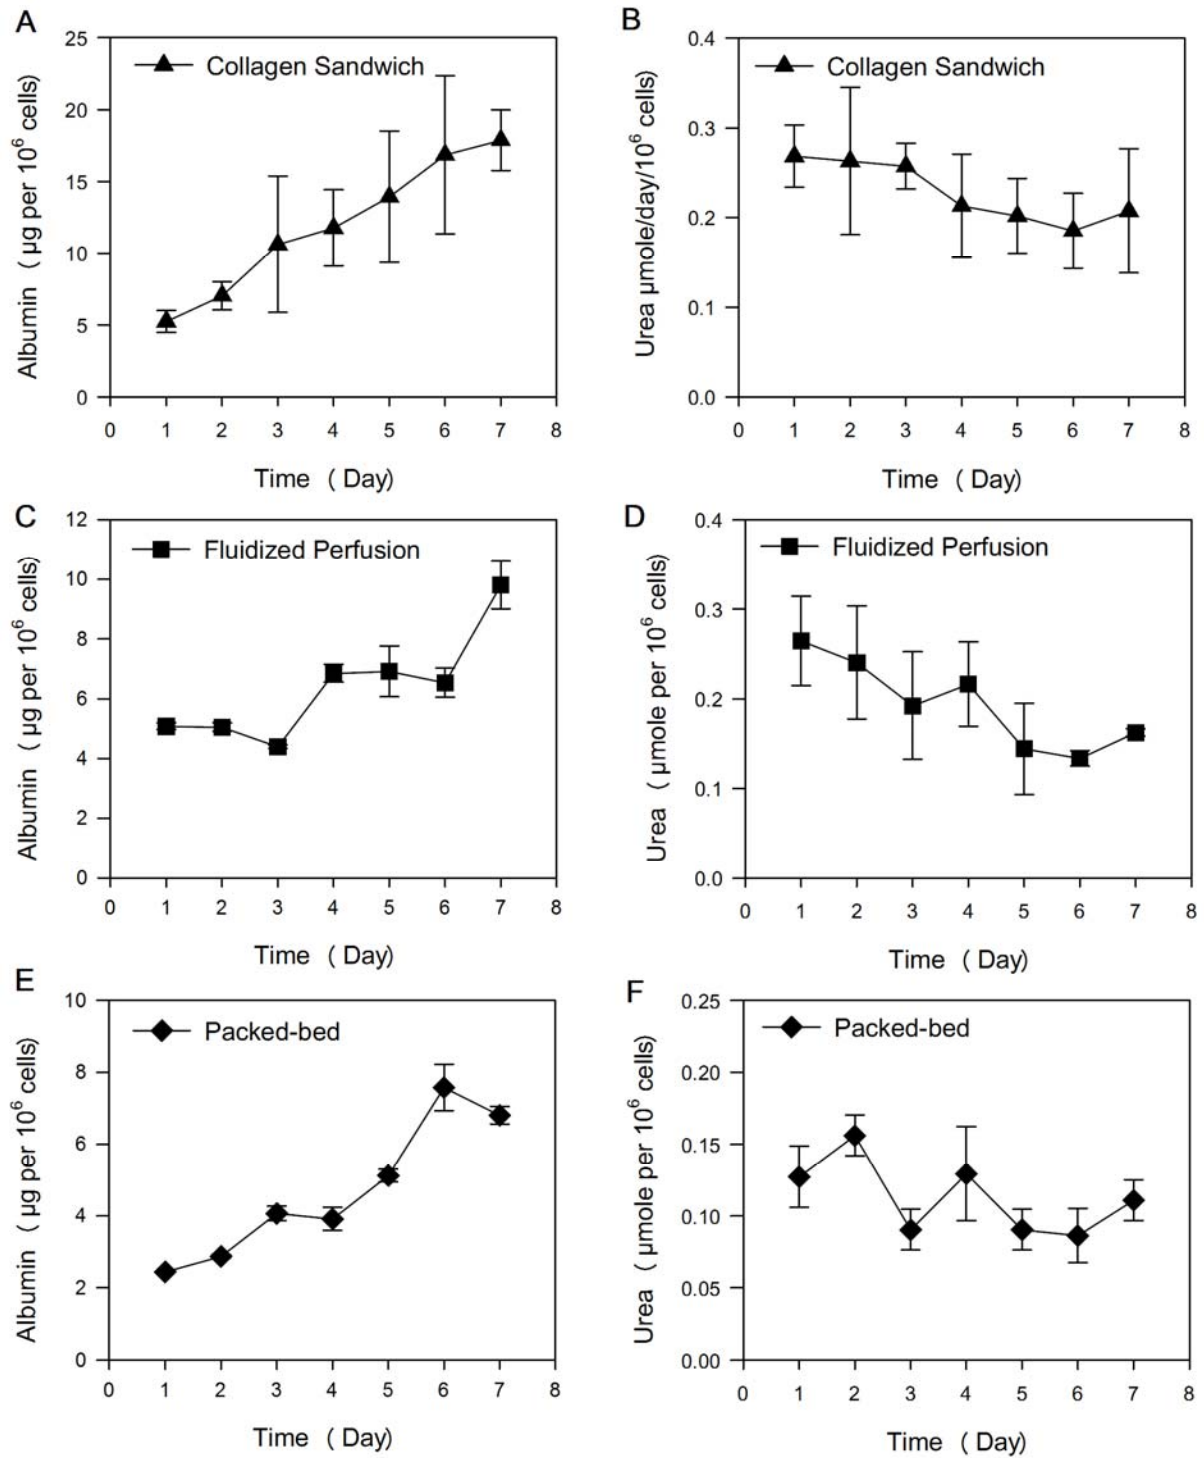 A
Collagen Sandwich
Albumin ( µg per 10⁶ cells)
25
20
15
10
5
0
0 1 2 3 4 5 6 7 8
Time ( Day)
B
Collagen Sandwich
Urea µmole/day/10⁶ cells)
0.4
0.3
0.2
0.1
0.0
0 1 2 3 4 5 6 7 8
Time ( Day)
C
Fluidized Perfusion
Albumin ( µg per 10⁶ cells)
12
10
8
6
4
2
0
0 1 2 3 4 5 6 7 8
Time ( Day)
D
Fluidized Perfusion
Urea ( µmole per 10⁶ cells)
0.4
0.3
0.2
0.1
0.0
0 1 2 3 4 5 6 7 8
Time ( Day)
E
Packed-bed
Albumin ( µg per 10⁶ cells)
10
8
6
4
2
0
0 1 2 3 4 5 6 7 8
Time ( Day)
F
Packed-bed
Urea ( µmole per 10⁶ cells)
0.25
0.20
0.15
0.10
0.05
0.00
0 1 2 3 4 5 6 7 8
Time ( Day)